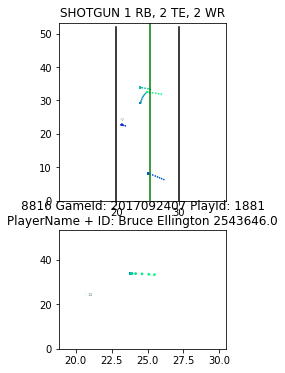 SHOTGUN 1 RB, 2 TE, 2 WR
50
40
30
20
10
0
20
30
8816 GameId: 2017092407 PlayId: 1881
PlayerName + ID: Bruce Ellington 2543646.0
40
20
0
20.0 22.5 25.0 27.5 30.0